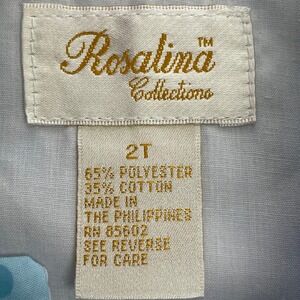 Rosalina™
Collections
2T
65% POLYESTER
35% COTTON
MADE IN
THE PHILIPPINES
RN 85602
SEE REVERSE
FOR CARE